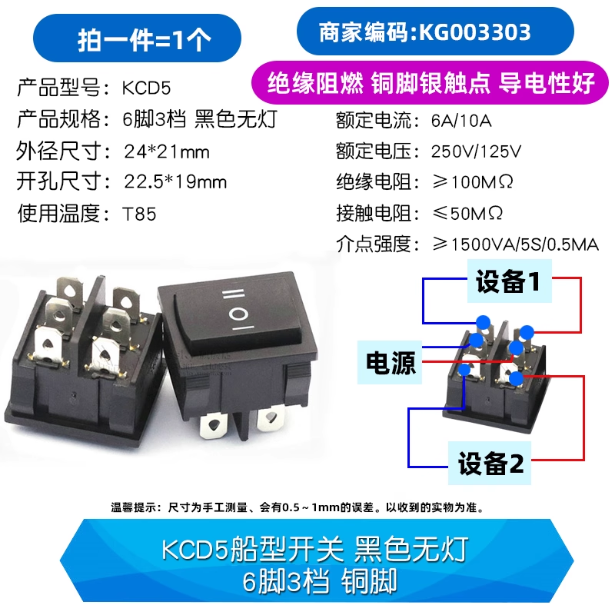 拍一件=1个
商家编码:KG003303
绝缘阻燃 铜脚银触点 导电性好
产品型号: KCD5
产品规格: 6脚3档 黑色无灯
外径尺寸: 24*21mm
开孔尺寸: 22.5*19mm
使用温度: T85
额定电流: 6A/10A
额定电压: 250V/125V
绝缘电阻: ≥100MΩ
接触电阻: ≤50MΩ
介点强度: ≥1500VA/5S/0.5MA
I O II
设备1
电源
设备2
温馨提示: 尺寸为手工测量、会有0.5~1mm的误差。以收到的实物为准。
KCD5船型开关 黑色无灯
6脚3档 铜脚